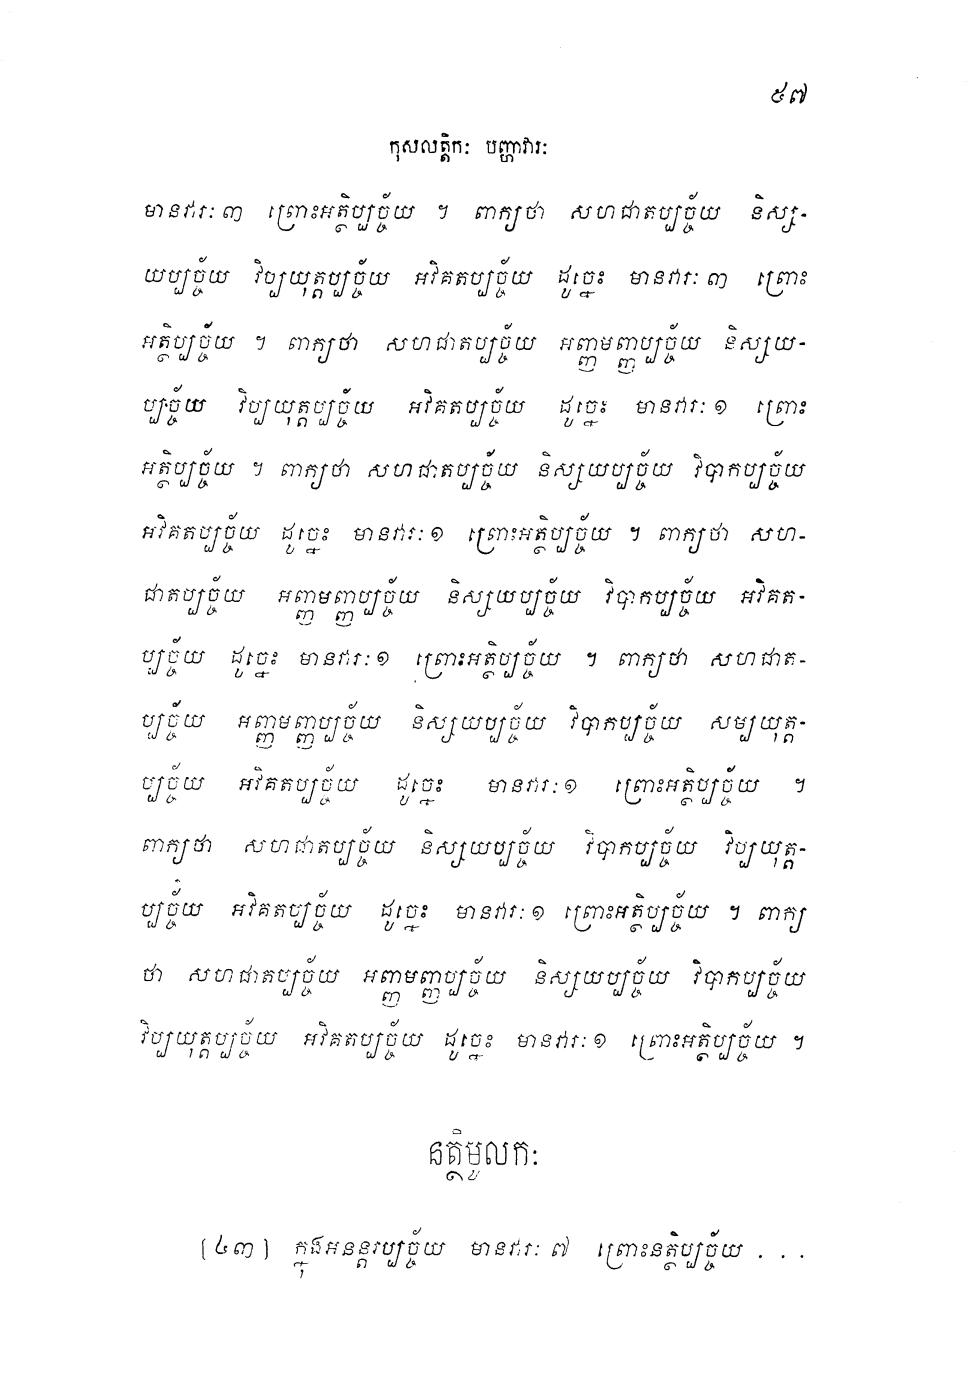 ៥៧
កុសលត្តិកៈ បញ្ហាវារៈ
មានវារៈ ៣ ព្រោះអត្ថិប្បច្ច័យ ។ ពាក្យថា សហជាតប្បច្ច័យ និស្ស-
យប្បច្ច័យ វិប្បយុត្តប្បច្ច័យ អវិគតប្បច្ច័យ ដូច្នេះ មានវារៈ ៣ ព្រោះ
អត្ថិប្បច្ច័យ ។ ពាក្យថា សហជាតប្បច្ច័យ អញ្ញមញ្ញប្បច្ច័យ និស្សយ-
ប្បច្ច័យ វិប្បយុត្តប្បច្ច័យ អវិគតប្បច្ច័យ ដូច្នេះ មានវារៈ ១ ព្រោះ
អត្ថិប្បច្ច័យ ។ ពាក្យថា សហជាតប្បច្ច័យ និស្សយប្បច្ច័យ វិបាកប្បច្ច័យ
អវិគតប្បច្ច័យ ដូច្នេះ មានវារៈ ១ ព្រោះអត្ថិប្បច្ច័យ ។ ពាក្យថា សហ-
ជាតប្បច្ច័យ អញ្ញមញ្ញប្បច្ច័យ និស្សយប្បច្ច័យ វិបាកប្បច្ច័យ អវិគត-
ប្បច្ច័យ ដូច្នេះ មានវារៈ ១ ព្រោះអត្ថិប្បច្ច័យ ។ ពាក្យថា សហជាត-
ប្បច្ច័យ អញ្ញមញ្ញប្បច្ច័យ និស្សយប្បច្ច័យ វិបាកប្បច្ច័យ សម្បយុត្ត-
ប្បច្ច័យ អវិគតប្បច្ច័យ ដូច្នេះ មានវារៈ ១ ព្រោះអត្ថិប្បច្ច័យ ។
ពាក្យថា សហជាតប្បច្ច័យ និស្សយប្បច្ច័យ វិបាកប្បច្ច័យ វិប្បយុត្ត-
ប្បច្ច័យ អវិគតប្បច្ច័យ ដូច្នេះ មានវារៈ ១ ព្រោះអត្ថិប្បច្ច័យ ។ ពាក្យ
ថា សហជាតប្បច្ច័យ អញ្ញមញ្ញប្បច្ច័យ និស្សយប្បច្ច័យ វិបាកប្បច្ច័យ
វិប្បយុត្តប្បច្ច័យ អវិគតប្បច្ច័យ ដូច្នេះ មានវារៈ ១ ព្រោះអត្ថិប្បច្ច័យ ។
នត្ថិមូលកៈ
[៤៣] ក្នុងអនន្តរប្បច្ច័យ មានវារៈ ៧ ព្រោះនត្ថិប្បច្ច័យ . . .